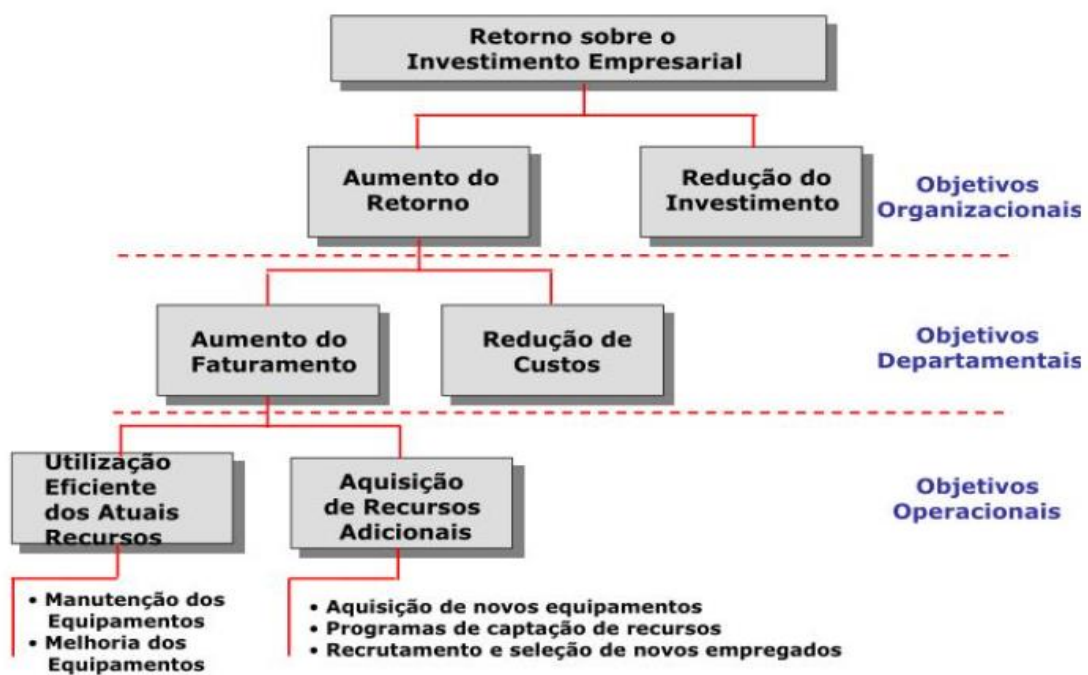 Retorno sobre o
Investimento Empresarial
Aumento do
Retorno
Redução do
Investimento
Objetivos
Organizacionais
Aumento do
Faturamento
Redução de
Custos
Objetivos
Departamentais
Utilização
Eficiente
dos Atuais
Recursos
Aquisição
de Recursos
Adicionais
Objetivos
Operacionais
• Manutenção dos
Equipamentos
• Melhoria dos
Equipamentos
• Aquisição de novos equipamentos
• Programas de captação de recursos
• Recrutamento e seleção de novos empregados